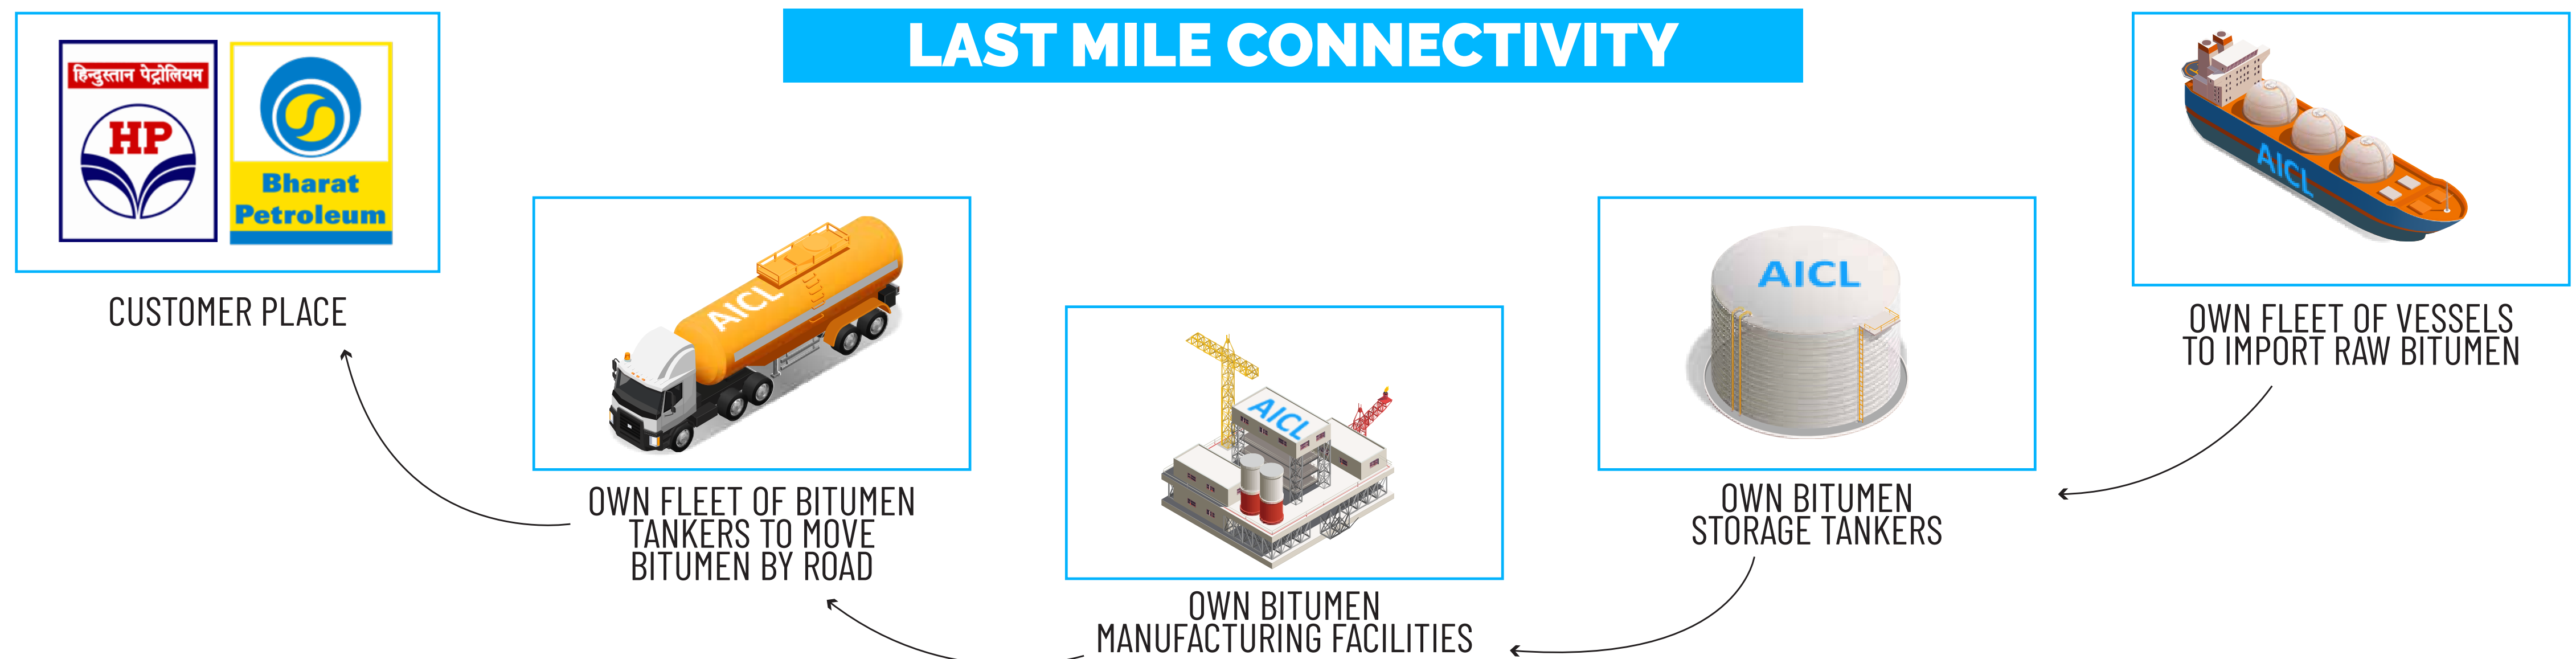 LAST MILE CONNECTIVITY
हिन्दुस्तान पेट्रोलियम
HP
Bharat
Petroleum
CUSTOMER PLACE
AICL
OWN FLEET OF BITUMEN
TANKERS TO MOVE
BITUMEN BY ROAD
AICL
OWN BITUMEN
MANUFACTURING FACILITIES
AICL
OWN BITUMEN
STORAGE TANKERS
AICL
OWN FLEET OF VESSELS
TO IMPORT RAW BITUMEN